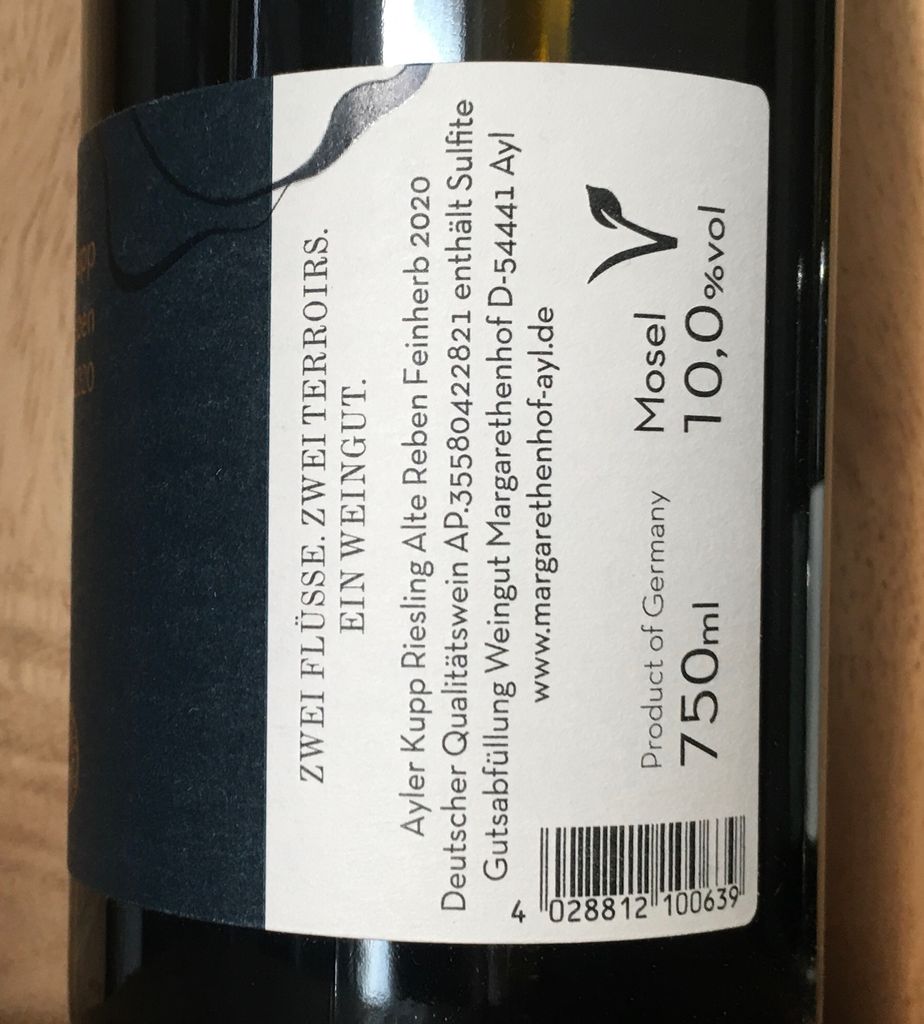 ZWEI FLÜSSE. ZWEI TERROIRS.
EIN WEINGUT.
Ayler Kupp Riesling Alte Reben Feinherb 2020
Deutscher Qualitätswein AP.35580422821 enthält Sulfite
Gutsabfüllung Weingut Margarethenhof D-54441 Ayl
www.margarethenhof-ayl.de
Product of Germany Mosel
750ml 10,0%vol
4 028812 100639